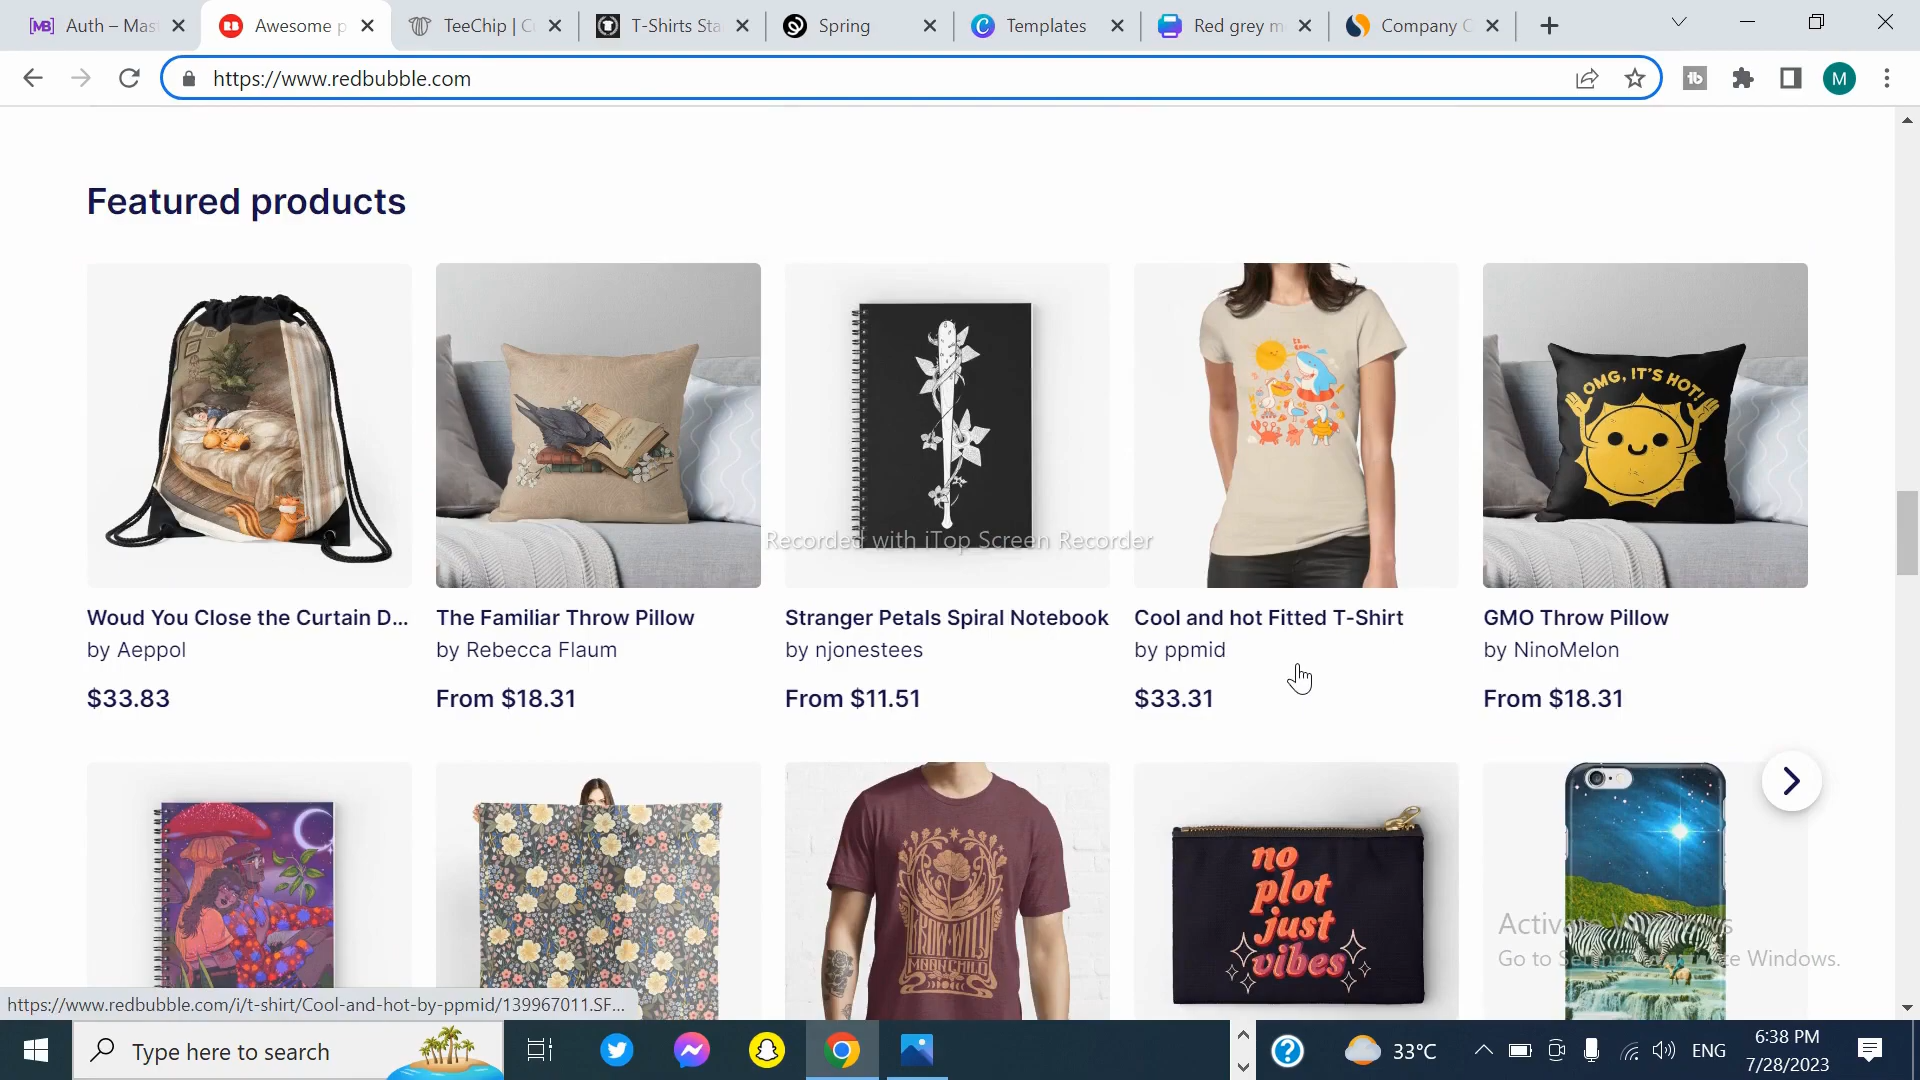 Auth – Mas
Awesome p
TeeChip | C
T-Shirts Sta
Spring
Templates
Red grey m
Company C
https://www.redbubble.com
M
Featured products
OMG, IT'S HOT!
Recorded with iTop Screen Recorder
Woud You Close the Curtain D...
by Aeppol
$33.83
The Familiar Throw Pillow
by Rebecca Flaum
From $18.31
Stranger Petals Spiral Notebook
by njonestees
From $11.51
Cool and hot Fitted T-Shirt
by ppmid
$33.31
GMO Throw Pillow
by NinoMelon
From $18.31
MOONCHILD
no
plot
just
vibes
https://www.redbubble.com/i/t-shirt/Cool-and-hot-by-ppmid/139967011.SF...
Type here to search
33°C
ENG
6:38 PM
7/28/2023